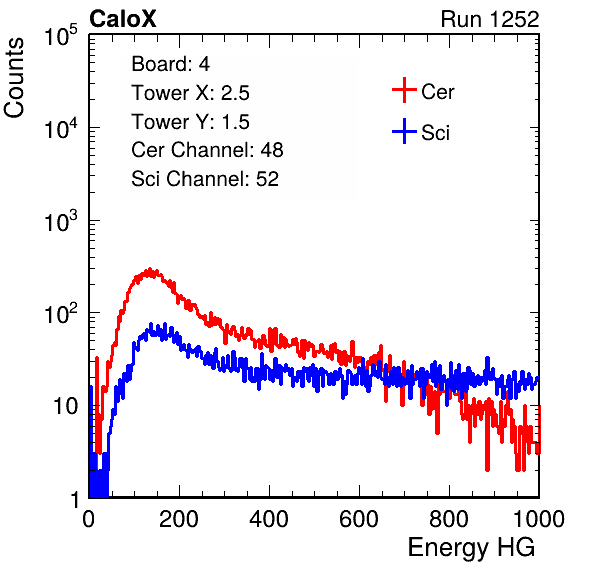 CaloX Run 1252
Counts
10^5
10^4
10^3
10^2
10
1
Board: 4
Tower X: 2.5
Tower Y: 1.5
Cer Channel: 48
Sci Channel: 52
Cer
Sci
0 200 400 600 800 1000
Energy HG